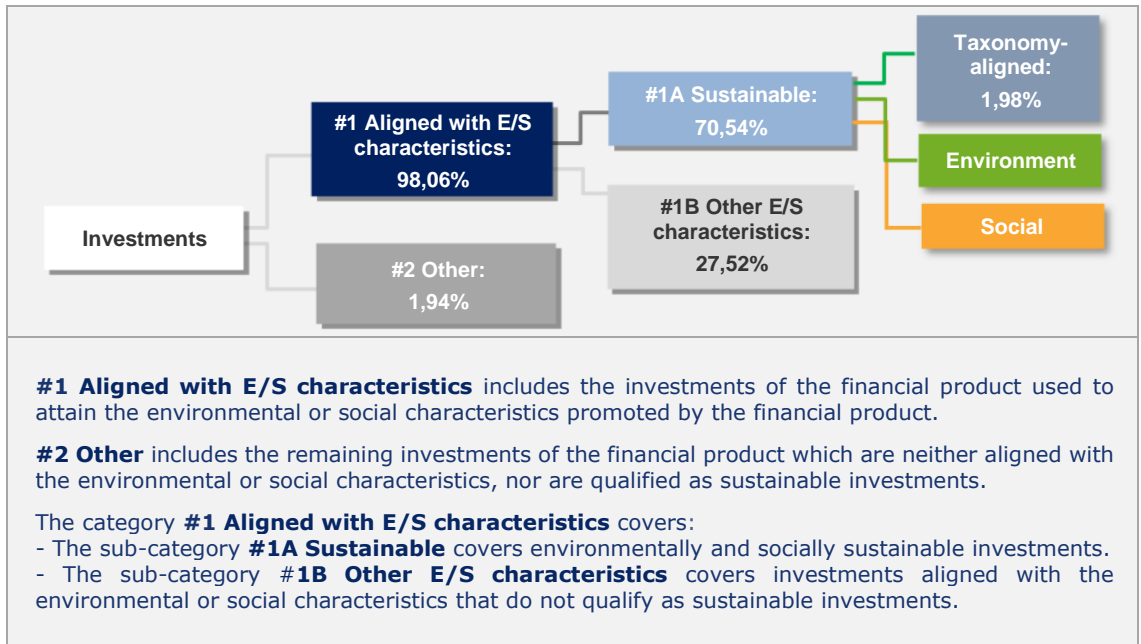 Investments
#1 Aligned with E/S
characteristics:
98,06%
#2 Other:
1,94%
#1A Sustainable:
70,54%
#1B Other E/S
characteristics:
27,52%
Taxonomy-
aligned:
1,98%
Environment
Social
#1 Aligned with E/S characteristics includes the investments of the financial product used to
attain the environmental or social characteristics promoted by the financial product.
#2 Other includes the remaining investments of the financial product which are neither aligned with
the environmental or social characteristics, nor are qualified as sustainable investments.
The category #1 Aligned with E/S characteristics covers:
- The sub-category #1A Sustainable covers environmentally and socially sustainable investments.
- The sub-category #1B Other E/S characteristics covers investments aligned with the
environmental or social characteristics that do not qualify as sustainable investments.